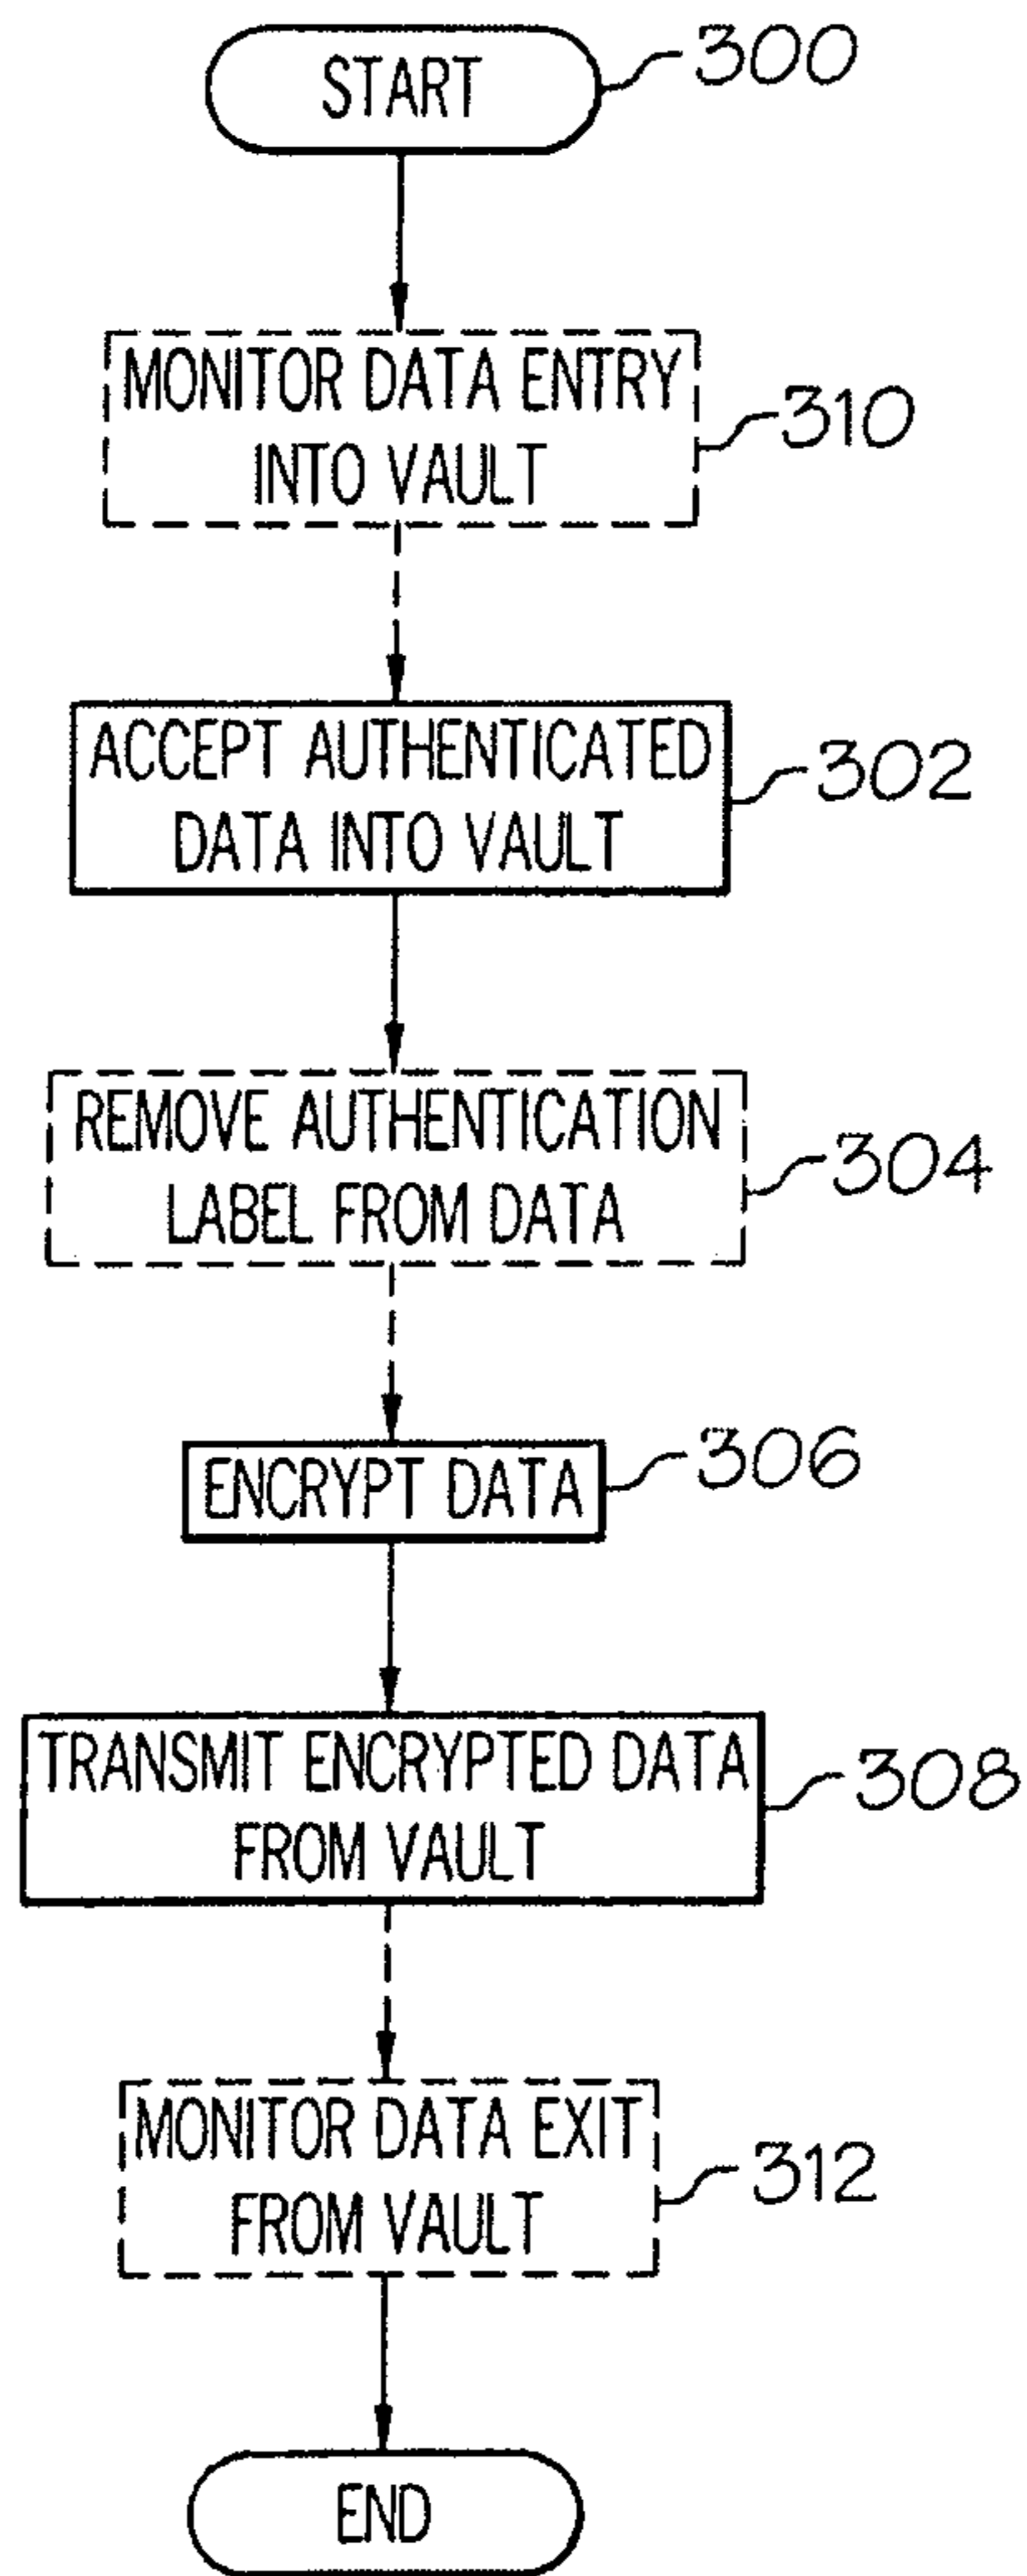 START
300
MONITOR DATA ENTRY
INTO VAULT
310
ACCEPT AUTHENTICATED
DATA INTO VAULT
302
REMOVE AUTHENTICATION
LABEL FROM DATA
304
ENCRYPT DATA
306
TRANSMIT ENCRYPTED DATA
FROM VAULT
308
MONITOR DATA EXIT
FROM VAULT
312
END